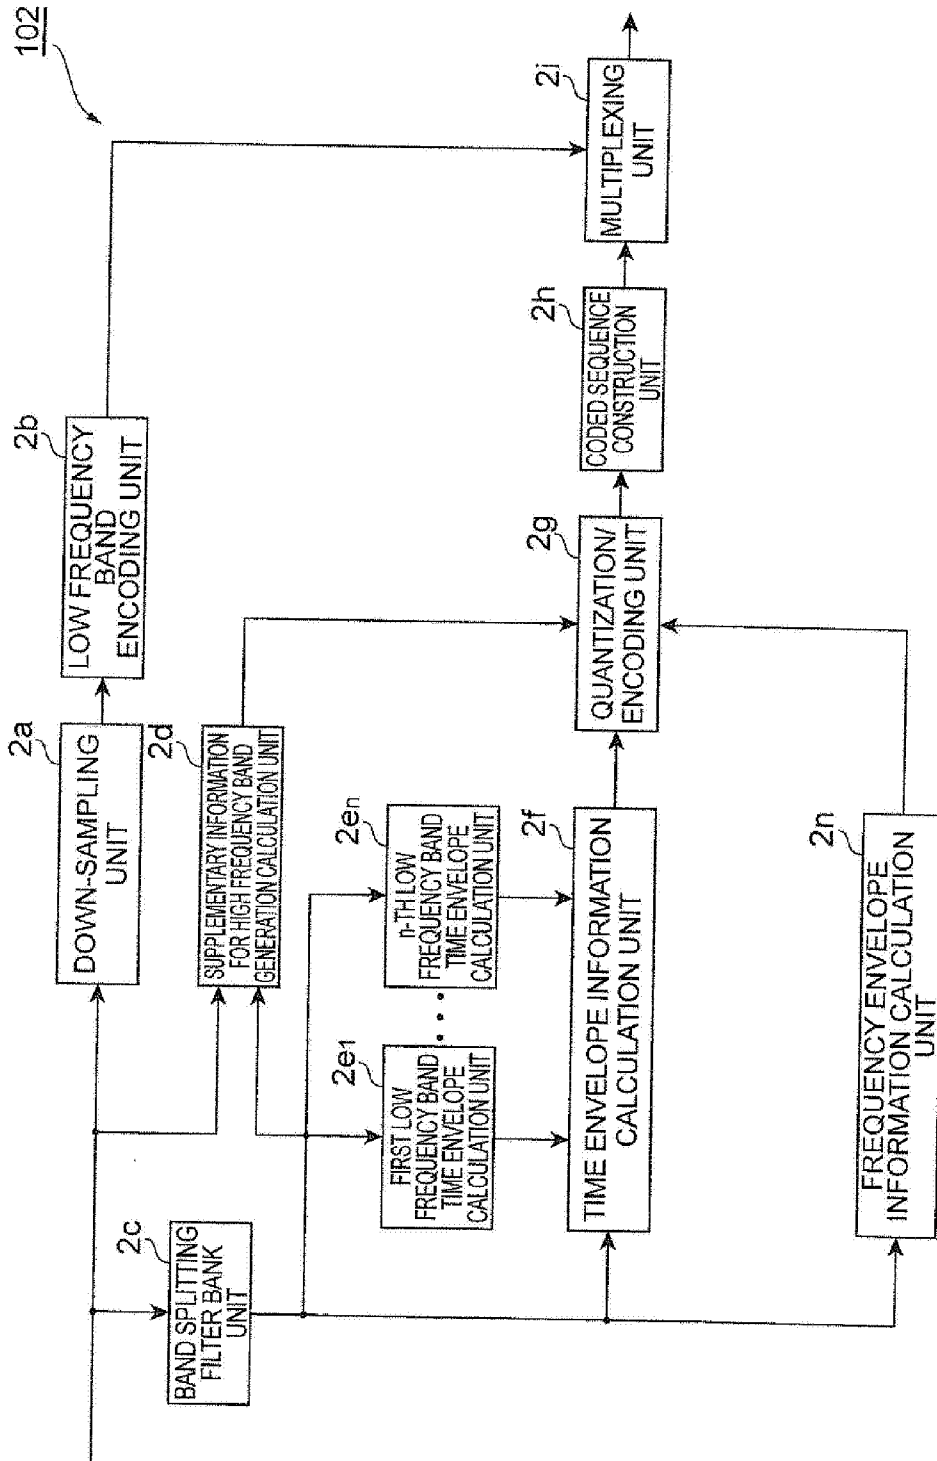 102
2a
DOWN-SAMPLING
UNIT
2b
LOW FREQUENCY
BAND
ENCODING UNIT
2c
BAND SPLITTING
FILTER BANK
UNIT
2d
SUPPLEMENTARY INFORMATION
FOR HIGH FREQUENCY BAND
GENERATION CALCULATION UNIT
2e1
FIRST LOW
FREQUENCY BAND
TIME ENVELOPE
CALCULATION UNIT
2en
n-TH LOW
FREQUENCY BAND
TIME ENVELOPE
CALCULATION UNIT
2f
TIME ENVELOPE INFORMATION
CALCULATION UNIT
2g
QUANTIZATION/
ENCODING UNIT
2h
CODED SEQUENCE
CONSTRUCTION
UNIT
2i
MULTIPLEXING
UNIT
2n
FREQUENCY ENVELOPE
INFORMATION CALCULATION
UNIT